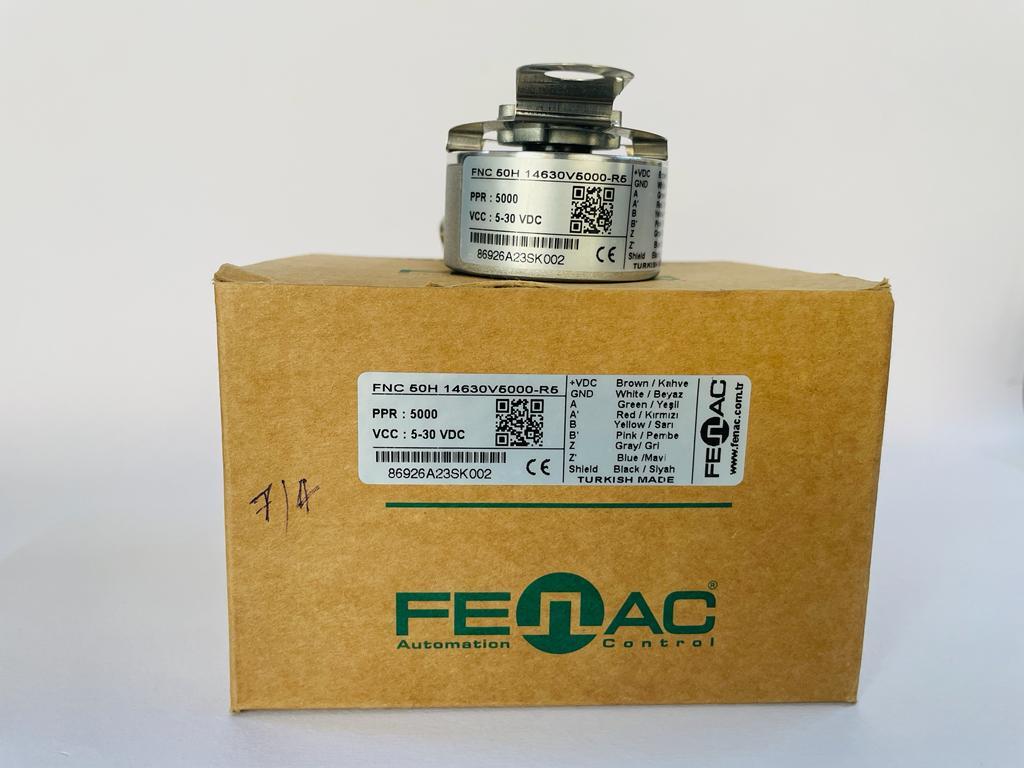 FNC 50H 14630V5000-R5
PPR : 5000
VCC : 5-30 VDC
86926A23SK002
CE
+VDC
GND
A
A'
B
B'
Z
Z'
Shield
FNC 50H 14630V5000-R5
PPR : 5000
VCC : 5-30 VDC
86926A23SK002
CE
+VDC Brown / Kahve
GND White / Beyaz
A Green / Yeşil
A' Red / Kırmızı
B Yellow / Sarı
B' Pink / Pembe
Z Gray/ Gri
Z' Blue /Mavi
Shield Black / Siyah
TURKISH MADE
FENAC
www.fenac.com.tr
FENAC®
Automation Control